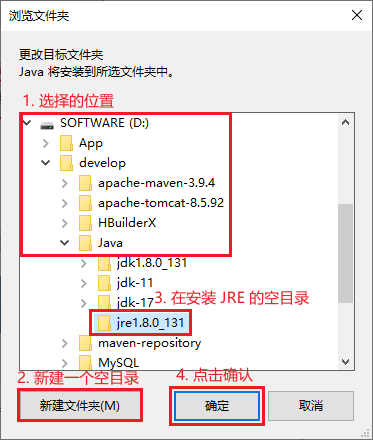 浏览文件夹
更改目标文件夹
Java 将安装到所选文件夹中。
1. 选择的位置
SOFTWARE (D:)
App
develop
apache-maven-3.9.4
apache-tomcat-8.5.92
HBuilderX
Java
jdk1.8.0_131
jdk-11
jdk-17
3. 在安装 JRE 的空目录
jre1.8.0_131
maven-repository
MySQL
2. 新建一个空目录
4. 点击确认
新建文件夹(M)
确定
取消